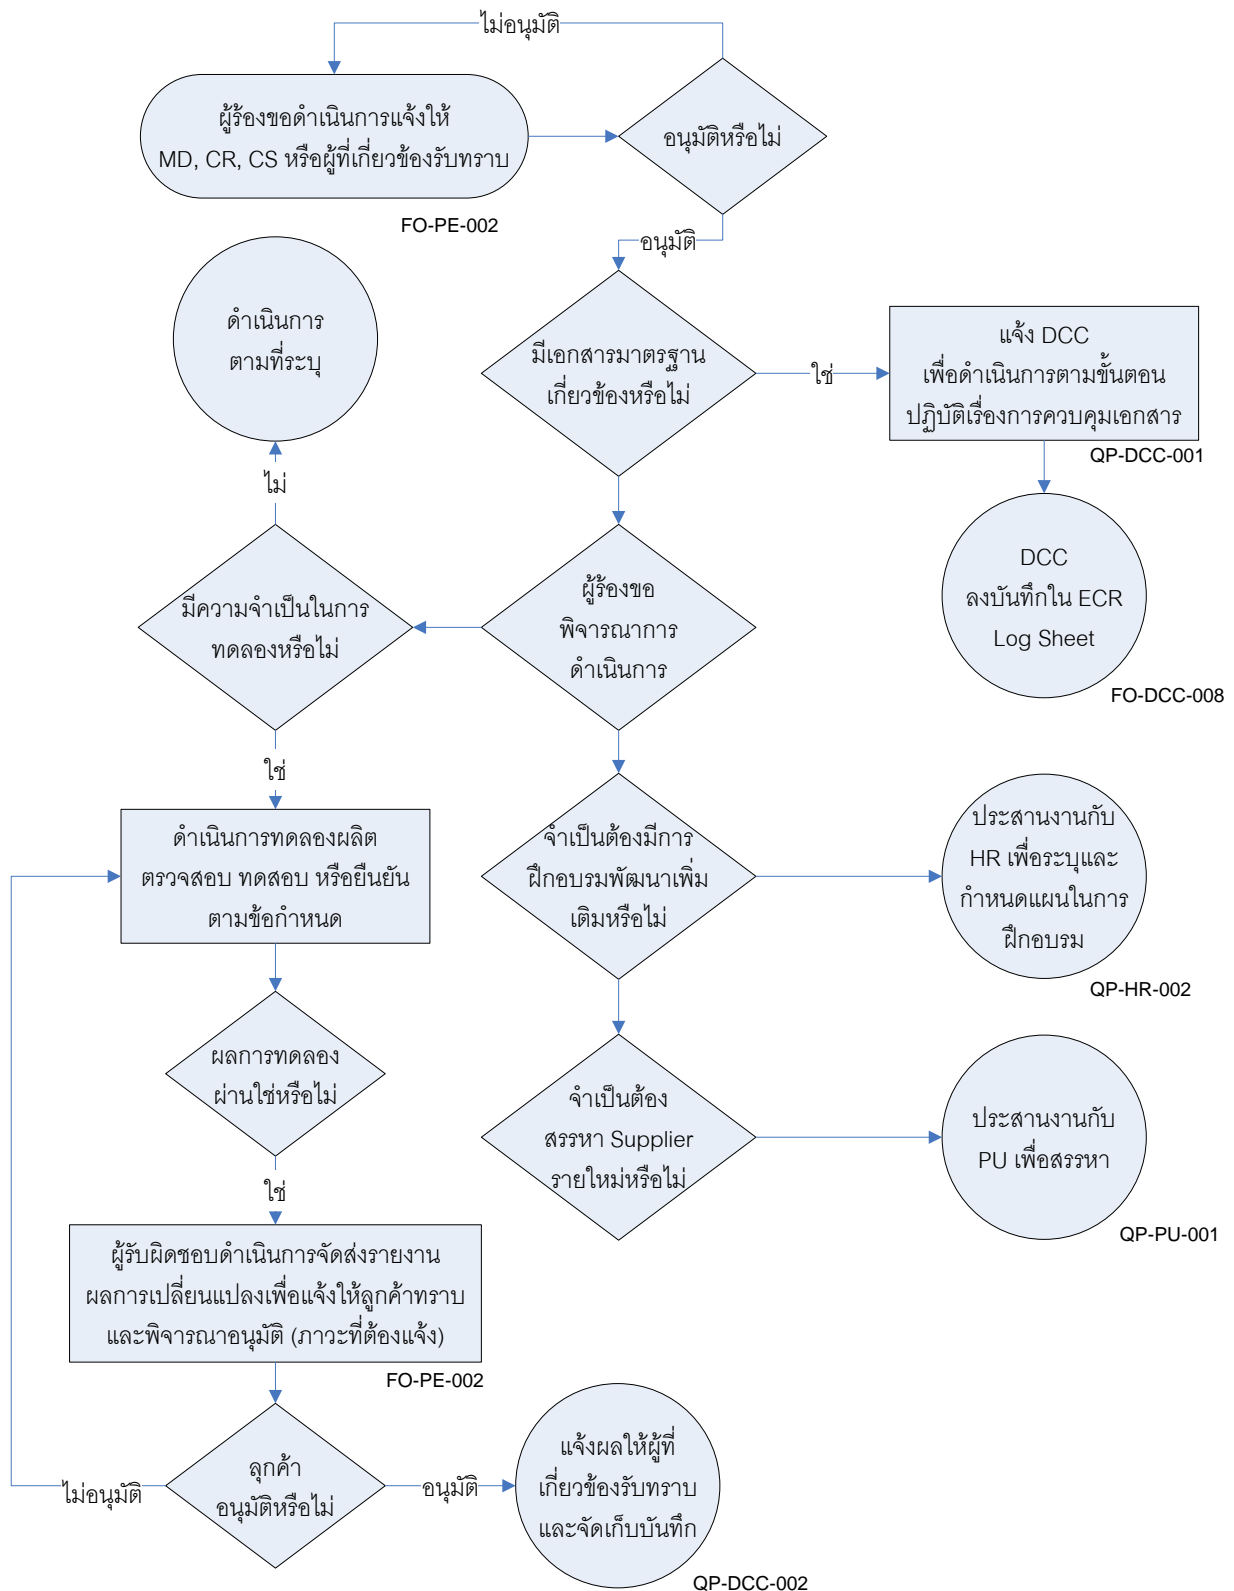 ไม่อนุมัติ
ผู้ร้องขอดำเนินการแจ้งให้
MD, CR, CS หรือผู้ที่เกี่ยวข้องรับทราบ
อนุมัติหรือไม่
FO-PE-002
อนุมัติ
ดำเนินการ
ตามที่ระบุ
มีเอกสารมาตรฐาน
เกี่ยวข้องหรือไม่
ใช่
แจ้ง DCC
เพื่อดำเนินการตามขั้นตอน
ปฏิบัติเรื่องการควบคุมเอกสาร
QP-DCC-001
ไม่
DCC
ลงบันทึกใน ECR
Log Sheet
FO-DCC-008
มีความจำเป็นในการ
ทดลองหรือไม่
ผู้ร้องขอ
พิจารณาการ
ดำเนินการ
ใช่
ดำเนินการทดลองผลิต
ตรวจสอบ ทดสอบ หรือยืนยัน
ตามข้อกำหนด
จำเป็นต้องมีการ
ฝึกอบรมพัฒนาเพิ่ม
เติมหรือไม่
ประสานงานกับ
HR เพื่อระบุและ
กำหนดแผนในการ
ฝึกอบรม
QP-HR-002
ผลการทดลอง
ผ่านใช่หรือไม่
จำเป็นต้อง
สรรหา Supplier
รายใหม่หรือไม่
ประสานงานกับ
PU เพื่อสรรหา
QP-PU-001
ใช่
ผู้รับผิดชอบดำเนินการจัดส่งรายงาน
ผลการเปลี่ยนแปลงเพื่อแจ้งให้ลูกค้าทราบ
และพิจารณาอนุมัติ (ภาวะที่ต้องแจ้ง)
FO-PE-002
ลูกค้า
อนุมัติหรือไม่
ไม่อนุมัติ
อนุมัติ
แจ้งผลให้ผู้ที่
เกี่ยวข้องรับทราบ
และจัดเก็บบันทึก
QP-DCC-002